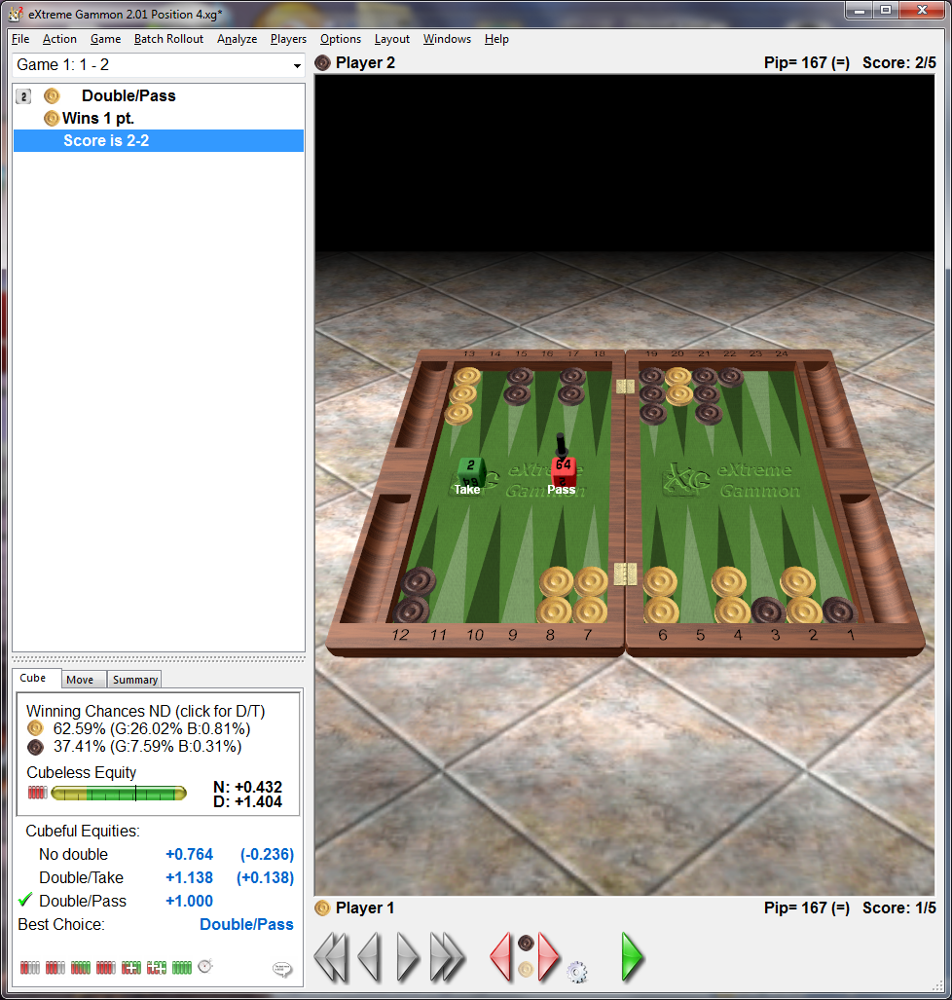 eXtreme Gammon 2.01 Position 4.xg*
File Action Game Batch Rollout Analyze Players Options Layout Windows Help
Game 1: 1 - 2
Player 2 Pip= 167 (=) Score: 2/5
2 Double/Pass
Wins 1 pt.
Score is 2-2
13 14 15 16 17 18 19 20 21 22 23 24
2 64
Take Pass
eXtreme Gammon
XG eXtreme
Gammon
12 11 10 9 8 7 6 5 4 3 2 1
Cube Move Summary
Winning Chances ND (click for D/T)
62.59% (G:26.02% B:0.81%)
37.41% (G:7.59% B:0.31%)
Cubeless Equity
N: +0.432
D: +1.404
Cubeful Equities:
No double +0.764 (-0.236)
Double/Take +1.138 (+0.138)
Double/Pass +1.000
Best Choice: Double/Pass
Player 1 Pip= 167 (=) Score: 1/5